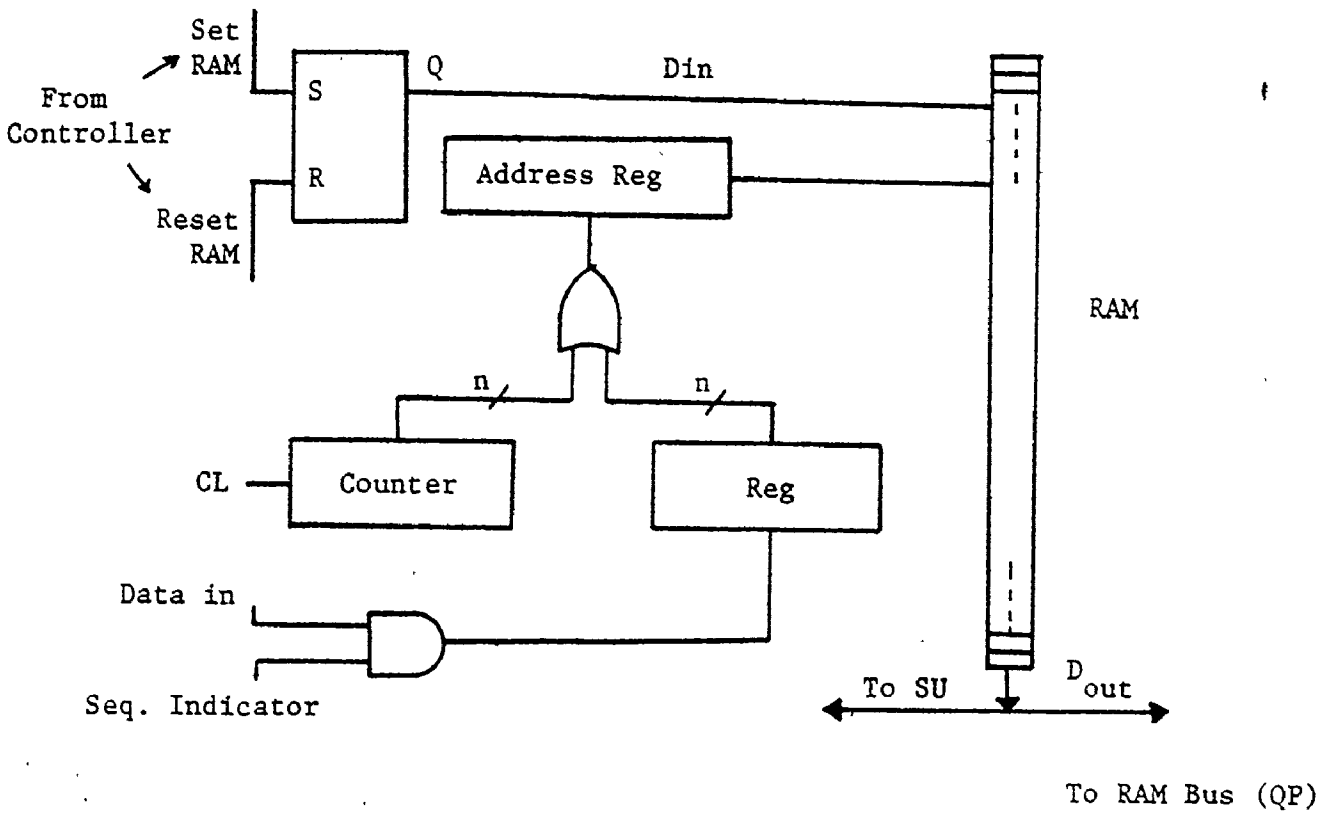 Set
RAM
From
Controller
Reset
RAM
S
R
Q
Din
Address Reg
RAM
n
n
CL
Counter
Reg
Data in
Seq. Indicator
To SU
Dout
To RAM Bus (QP)